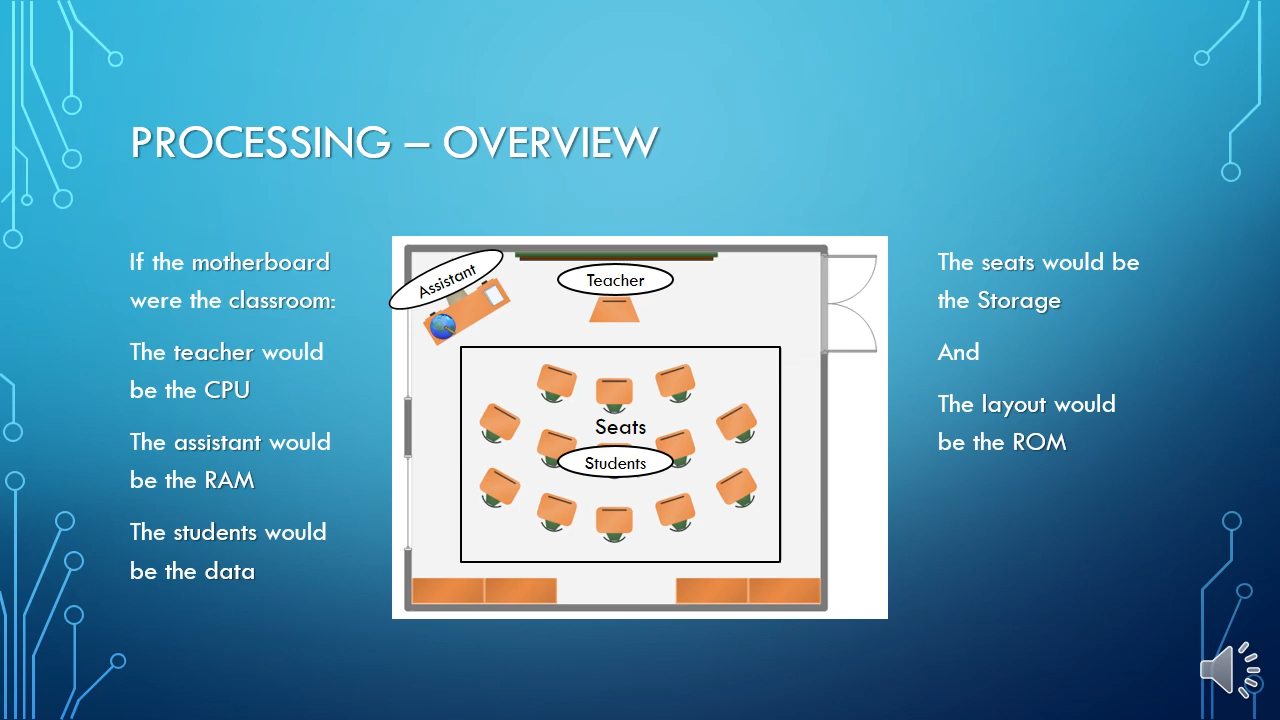 PROCESSING – OVERVIEW
If the motherboard
were the classroom:
The teacher would
be the CPU
The assistant would
be the RAM
The students would
be the data
Assistant
Teacher
Seats
Students
The seats would be
the Storage
And
The layout would
be the ROM